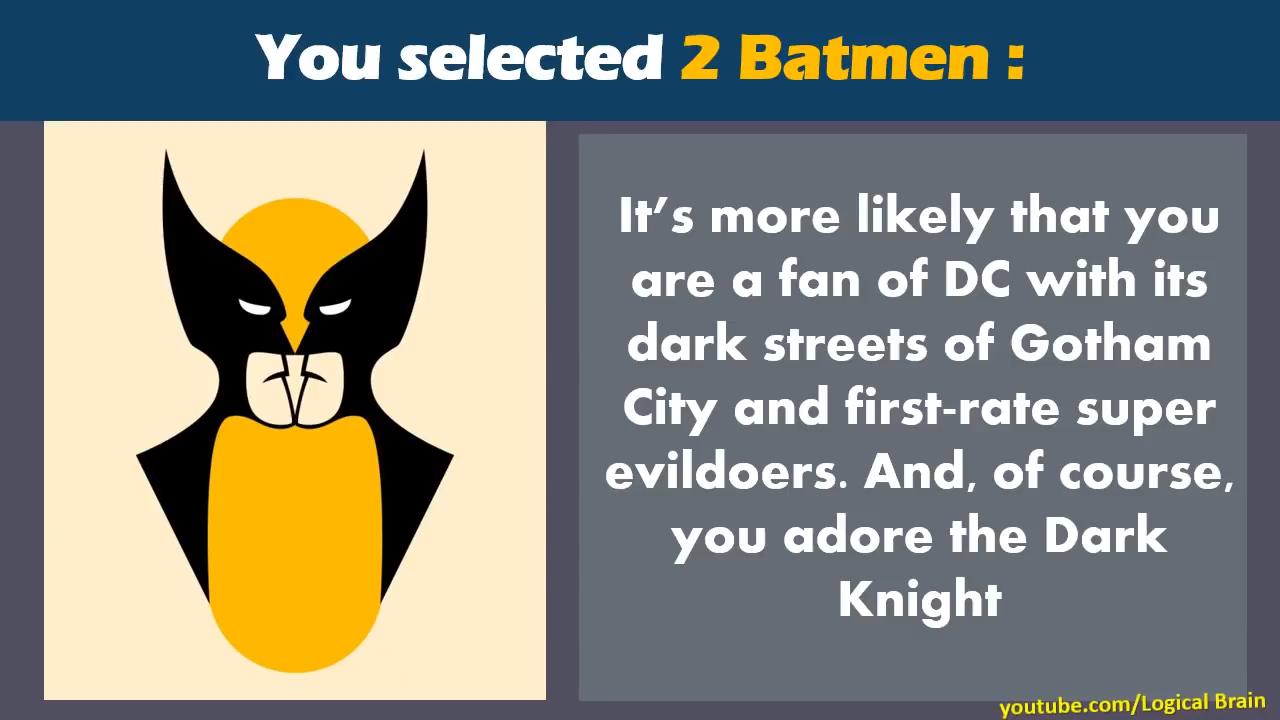 You selected 2 Batmen :
It's more likely that you
are a fan of DC with its
dark streets of Gotham
City and first-rate super
evildoers. And, of course,
you adore the Dark
Knight
youtube.com/Logical Brain